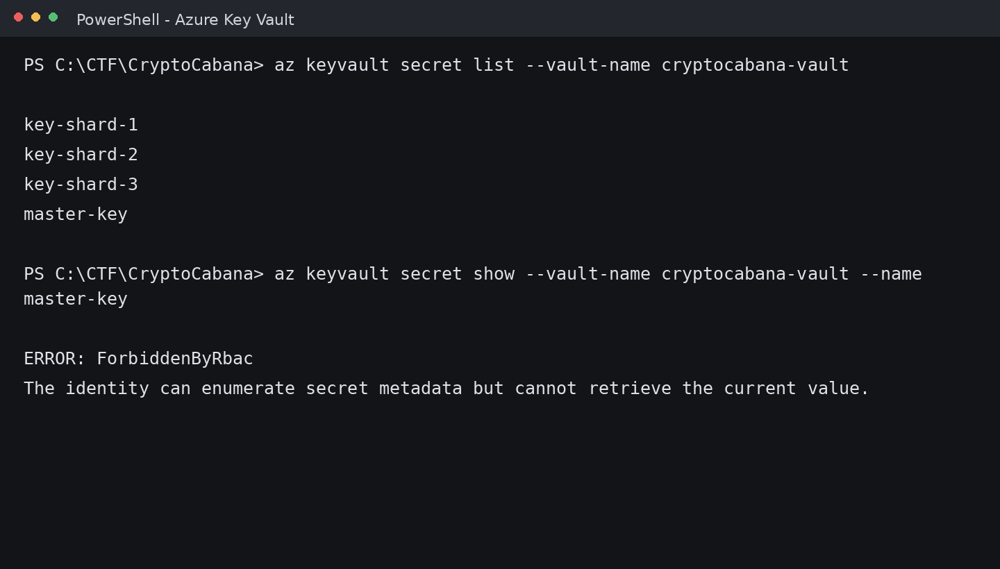 PowerShell - Azure Key Vault
PS C:\CTF\CryptoCabana> az keyvault secret list --vault-name cryptocabana-vault
key-shard-1
key-shard-2
key-shard-3
master-key
PS C:\CTF\CryptoCabana> az keyvault secret show --vault-name cryptocabana-vault --name
master-key
ERROR: ForbiddenByRbac
The identity can enumerate secret metadata but cannot retrieve the current value.